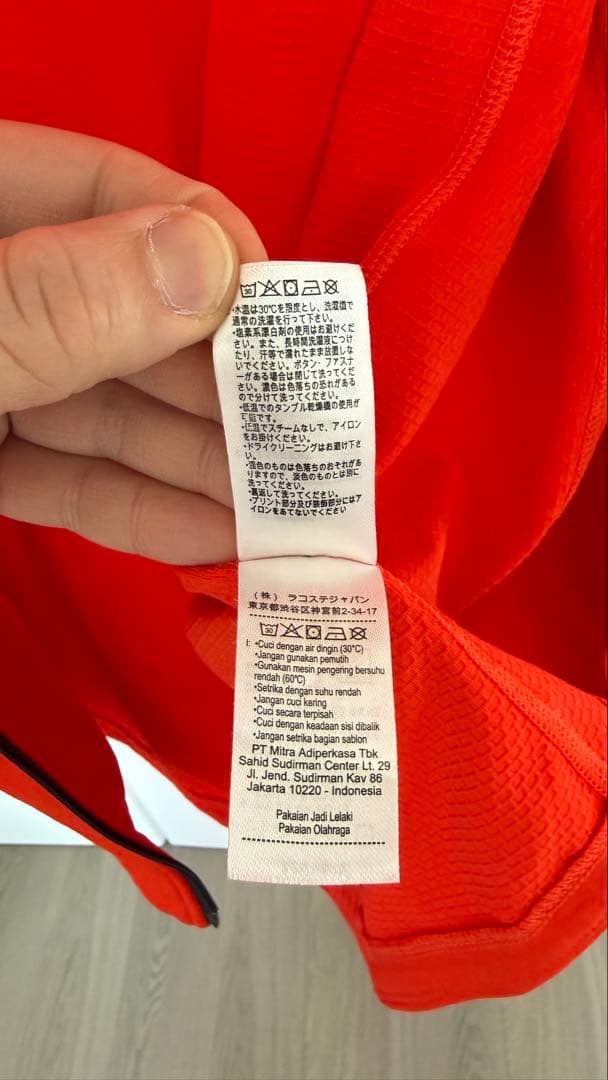 30
・水温は30℃を限度とし、洗濯機で
通常の洗濯を行って下さい。
・塩素系漂白剤の使用はお避けくだ
さい。また、長時間洗濯液につけ
たり、汗等で濡れたまま放置しな
いでください。ボタン・ファスナ
ーがある場合は閉じて洗ってくだ
さい。濃色は色落ちの恐れがある
ので分けて洗ってください。
・低温でのタンブル乾燥機の使用が
可能です。
・低温でスチームなしで、アイロン
をお掛けください。
・ドライクリーニングはお避け下さ
い。
・濃色のものは色落ちのおそれがあ
りますので、淡色のものとは別に
洗ってください。
・裏返して洗ってください。
・プリント部分及び装飾部分にはア
イロンをあてないでください
(株) ラコステジャパン
東京都渋谷区神宮前2-34-17
30
I: •Cuci dengan air dingin (30°C)
•Jangan gunakan pemutih
•Gunakan mesin pengering bersuhu
rendah (60°C)
•Setrika dengan suhu rendah
•Jangan cuci kering
•Cuci secara terpisah
•Cuci dengan keadaan sisi dibalik
•Jangan setrika bagian sablon
PT Mitra Adiperkasa Tbk
Sahid Sudirman Center Lt. 29
Jl. Jend. Sudirman Kav 86
Jakarta 10220 - Indonesia
Pakaian Jadi Lelaki
Pakaian Olahraga